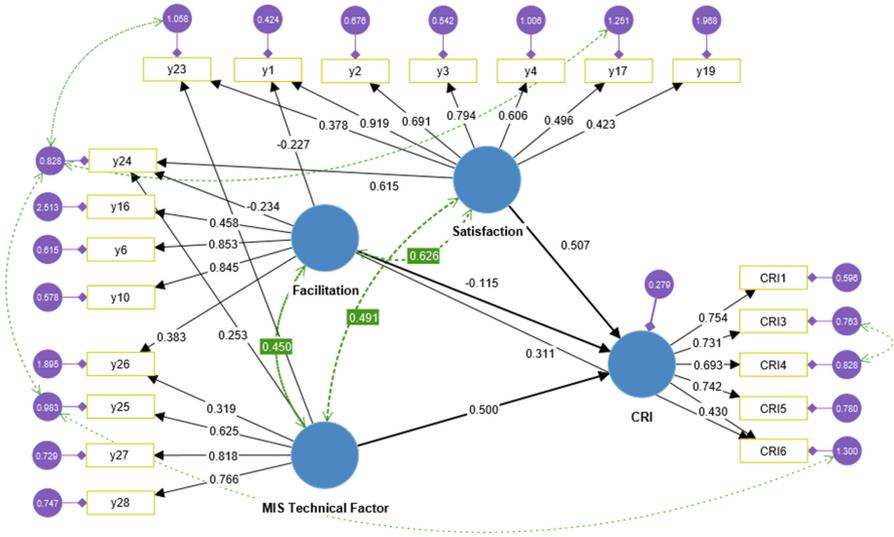 1.058 0.424 0.676 0.542 1.006 1.251 1.968
y23 y1 y2 y3 y4 y17 y19
0.378 0.919 0.691 0.794 0.606 0.496 0.423
-0.227
0.828 y24
0.615
Satisfaction
2.513 y16
-0.234
0.458
0.615 y6
0.853
0.845
0.578 y10
Facilitation
0.626
0.507
-0.115
0.279
0.491
0.450
0.311
0.383
0.253
CRI1 0.596
0.754
CRI3 0.763
0.731
0.693 CRI4 0.828
0.742
CRI5 0.780
0.430
CRI6 1.300
CRI
1.895 y26
0.319
0.983 y25
0.625
0.500
0.729 y27
0.818
0.766
0.747 y28
MIS Technical Factor